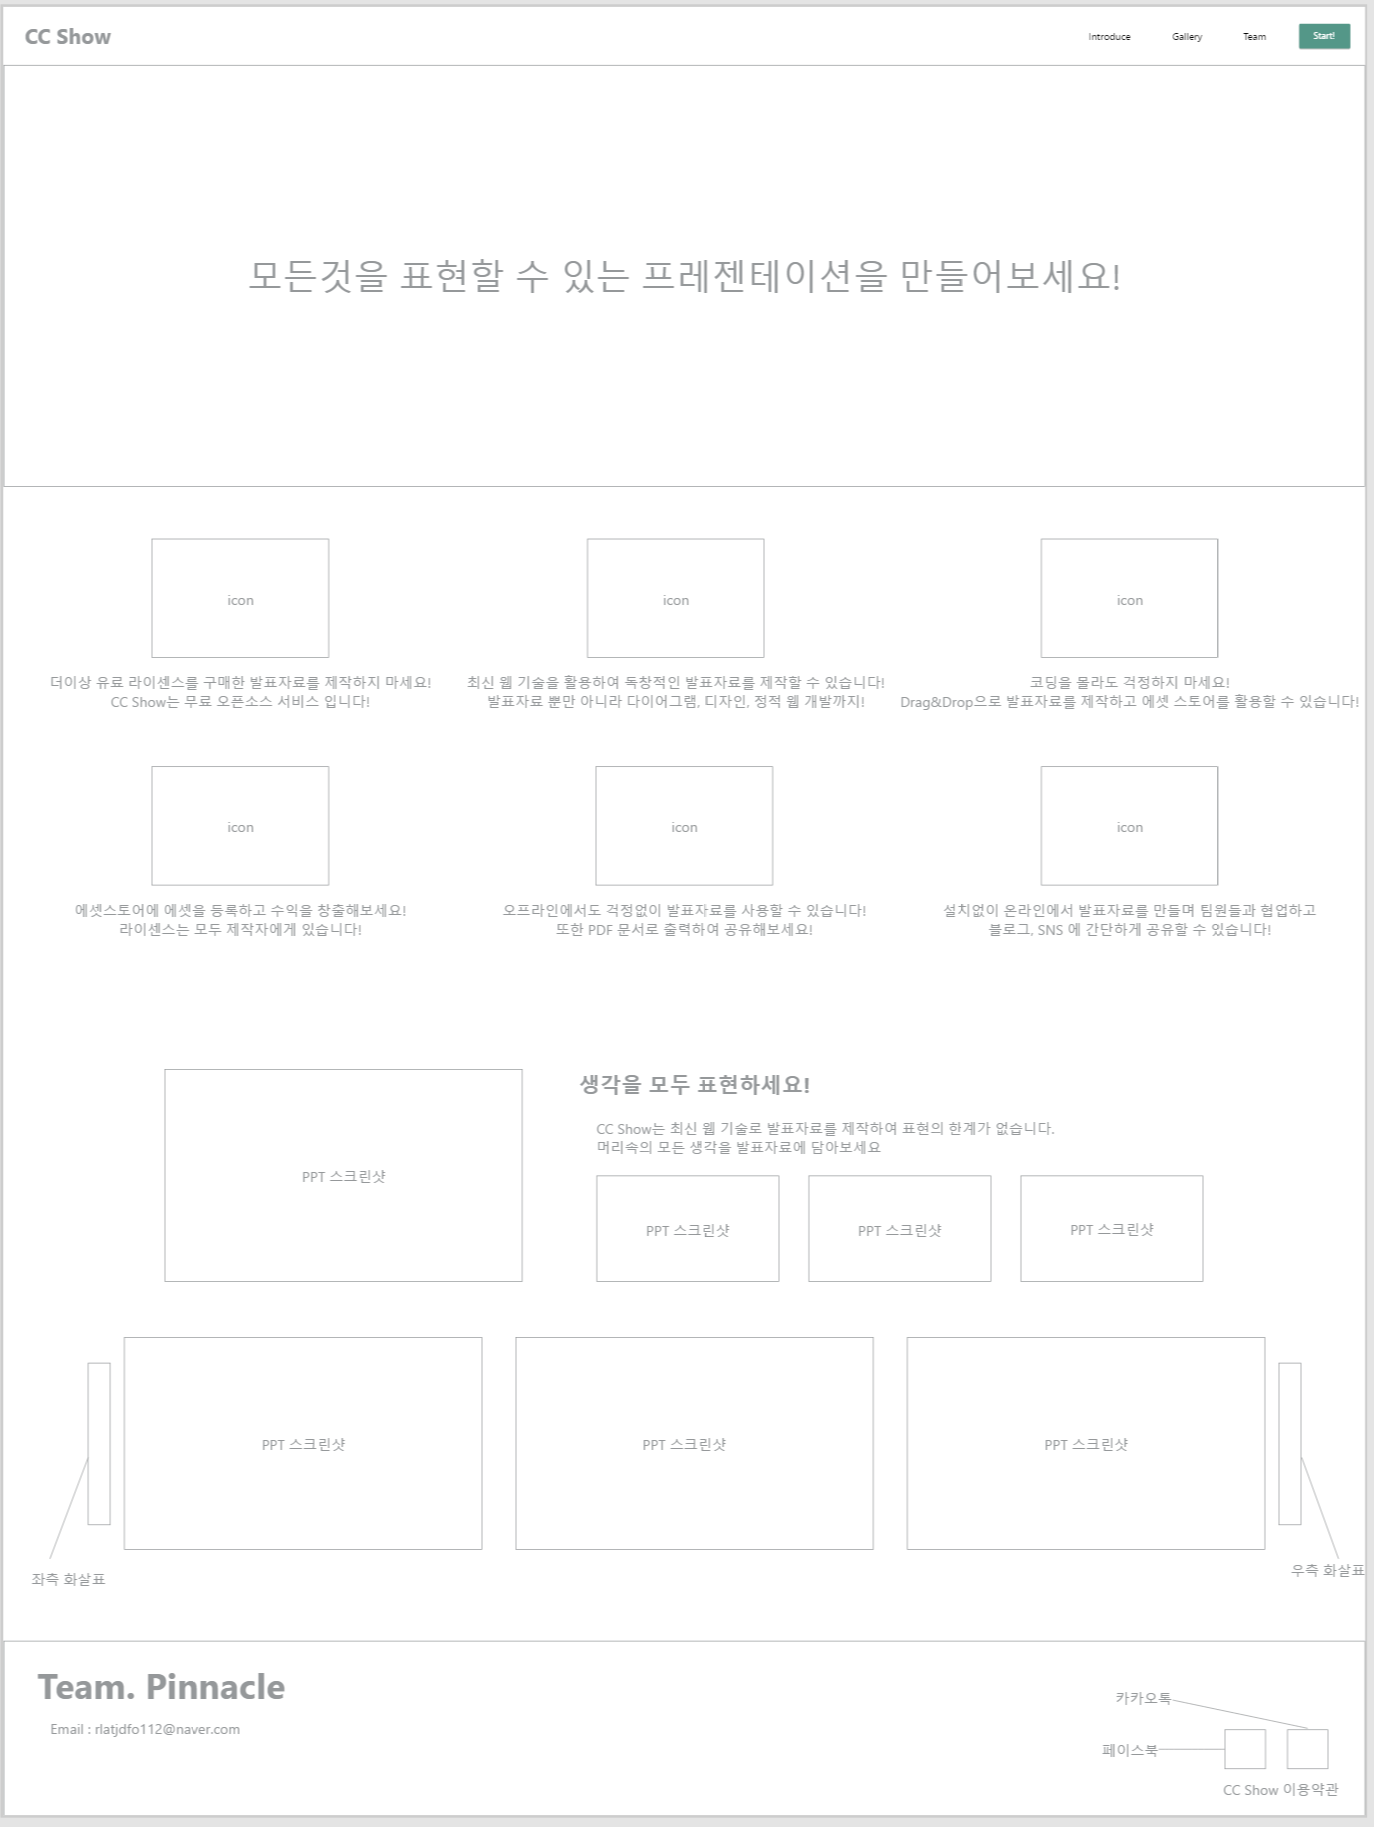 CC Show
Introduce
Gallery
Team
Start!
모든것을 표현할 수 있는 프레젠테이션을 만들어보세요!
icon
icon
icon
더이상 유료 라이센스를 구매한 발표자료를 제작하지 마세요!
CC Show는 무료 오픈소스 서비스 입니다!
최신 웹 기술을 활용하여 독창적인 발표자료를 제작할 수 있습니다!
발표자료 뿐만 아니라 다이어그램, 디자인, 정적 웹 개발까지!
코딩을 몰라도 걱정하지 마세요!
Drag&Drop으로 발표자료를 제작하고 에셋 스토어를 활용할 수 있습니다!
icon
icon
icon
에셋스토어에 에셋을 등록하고 수익을 창출해보세요!
라이센스는 모두 제작자에게 있습니다!
오프라인에서도 걱정없이 발표자료를 사용할 수 있습니다!
또한 PDF 문서로 출력하여 공유해보세요!
설치없이 온라인에서 발표자료를 만들며 팀원들과 협업하고
블로그, SNS 에 간단하게 공유할 수 있습니다!
PPT 스크린샷
생각을 모두 표현하세요!
CC Show는 최신 웹 기술로 발표자료를 제작하여 표현의 한계가 없습니다.
머리속의 모든 생각을 발표자료에 담아보세요
PPT 스크린샷
PPT 스크린샷
PPT 스크린샷
PPT 스크린샷
PPT 스크린샷
PPT 스크린샷
좌측 화살표
우측 화살표
Team. Pinnacle
Email : rlatjdfo112@naver.com
카카오톡
페이스북
CC Show 이용약관